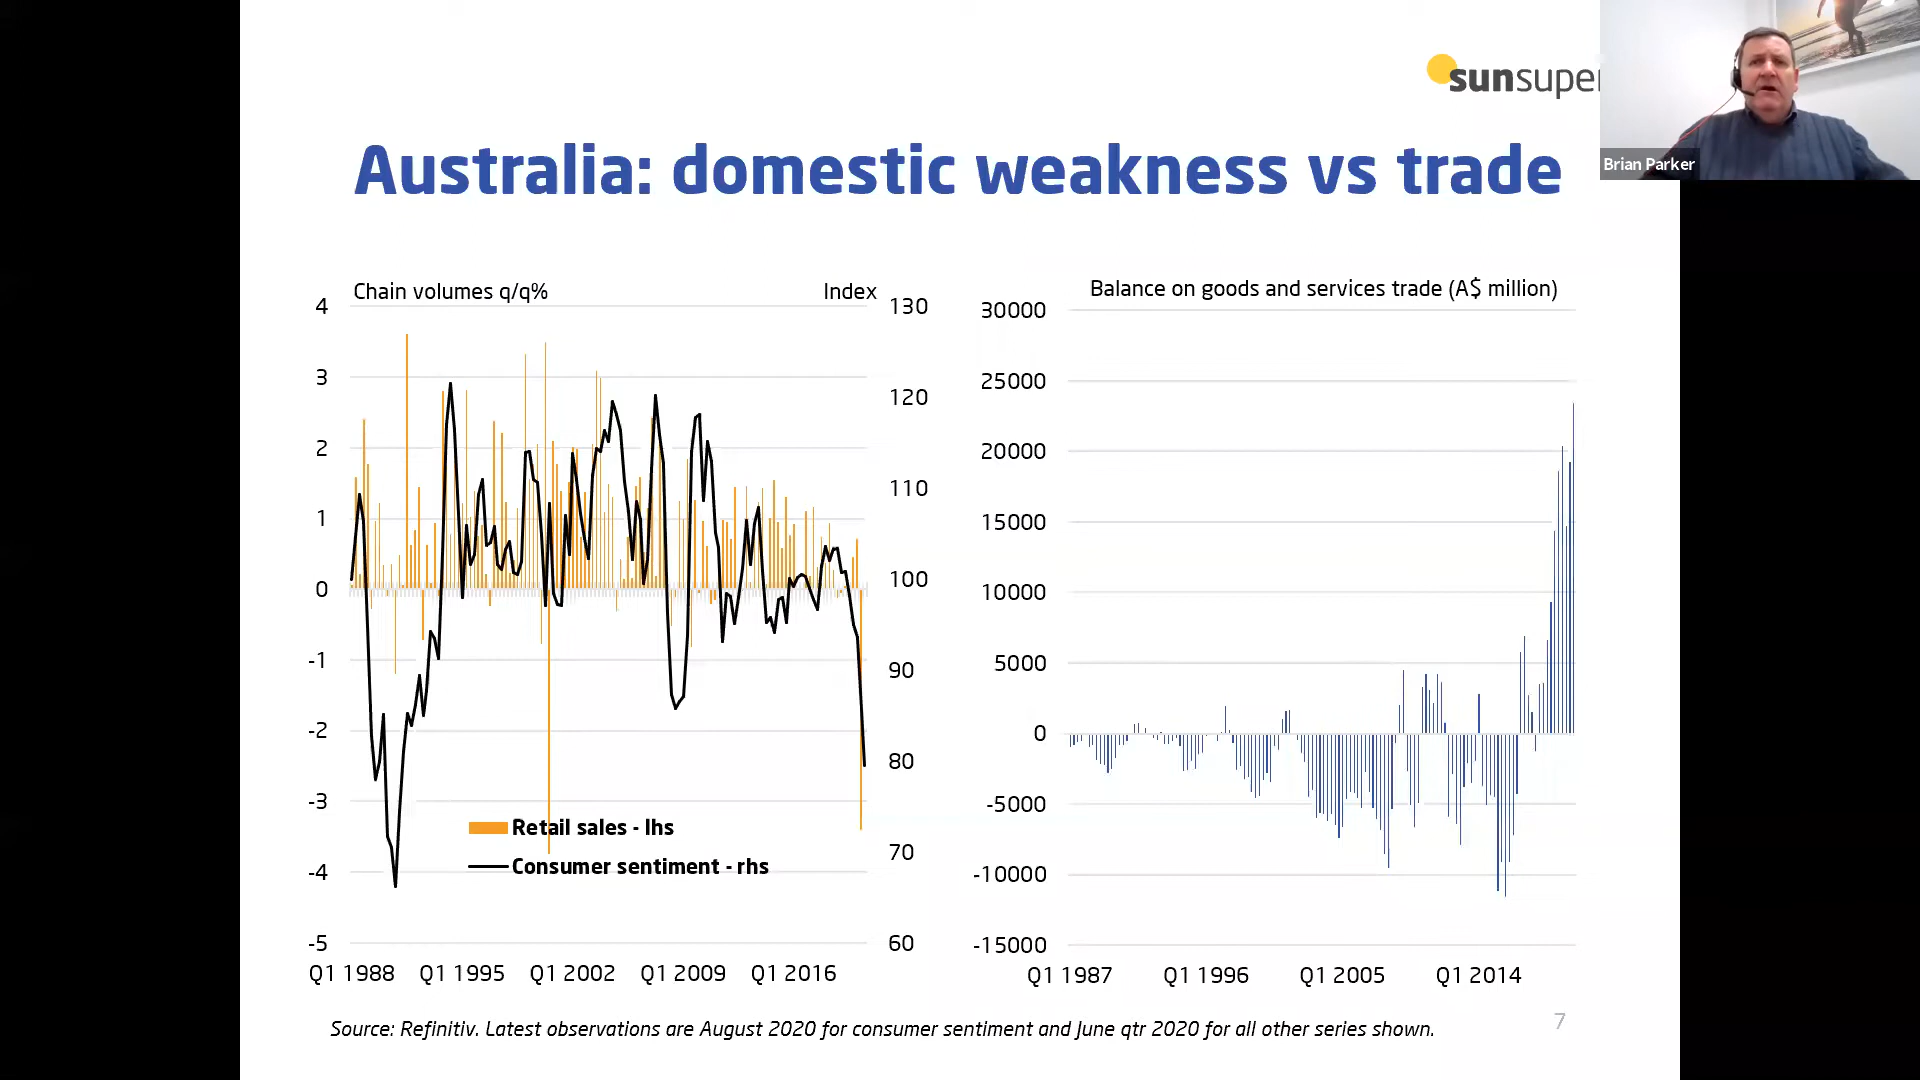 sunsuper
Brian Parker
Australia: domestic weakness vs trade
Chain volumes q/q%
Index
4
3
2
1
0
-1
-2
-3
-4
-5
130
120
110
100
90
80
70
60
Retail sales - lhs
Consumer sentiment - rhs
Q1 1988 Q1 1995 Q1 2002 Q1 2009 Q1 2016
Balance on goods and services trade (A$ million)
30000
25000
20000
15000
10000
5000
0
-5000
-10000
-15000
Q1 1987 Q1 1996 Q1 2005 Q1 2014
Source: Refinitiv. Latest observations are August 2020 for consumer sentiment and June qtr 2020 for all other series shown.
7